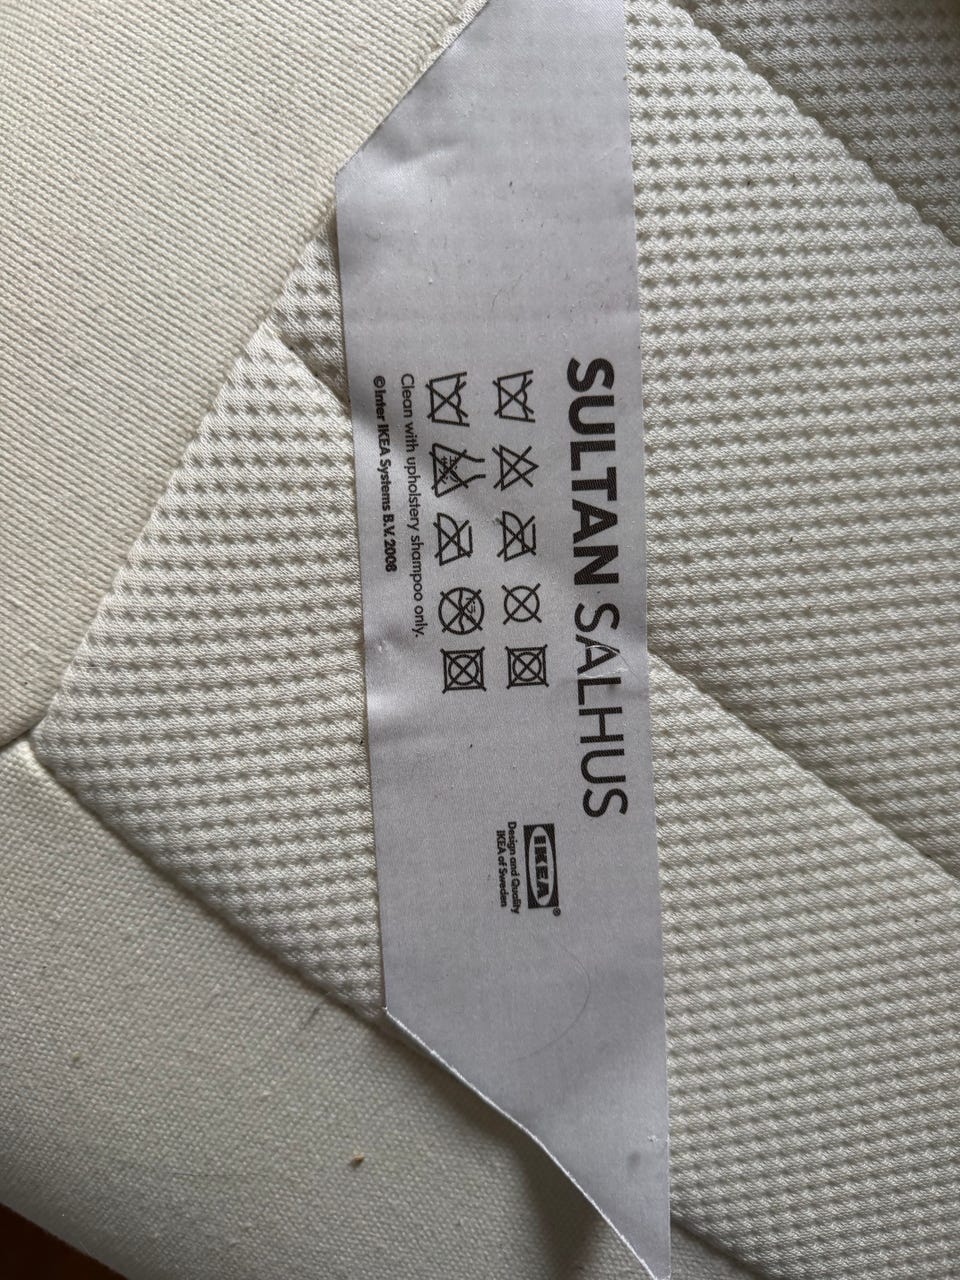 SULTAN SALHUS
Clean with upholstery shampoo only.
©Inter IKEA Systems B.V. 2008
IKEA®
Design and Quality
IKEA of Sweden